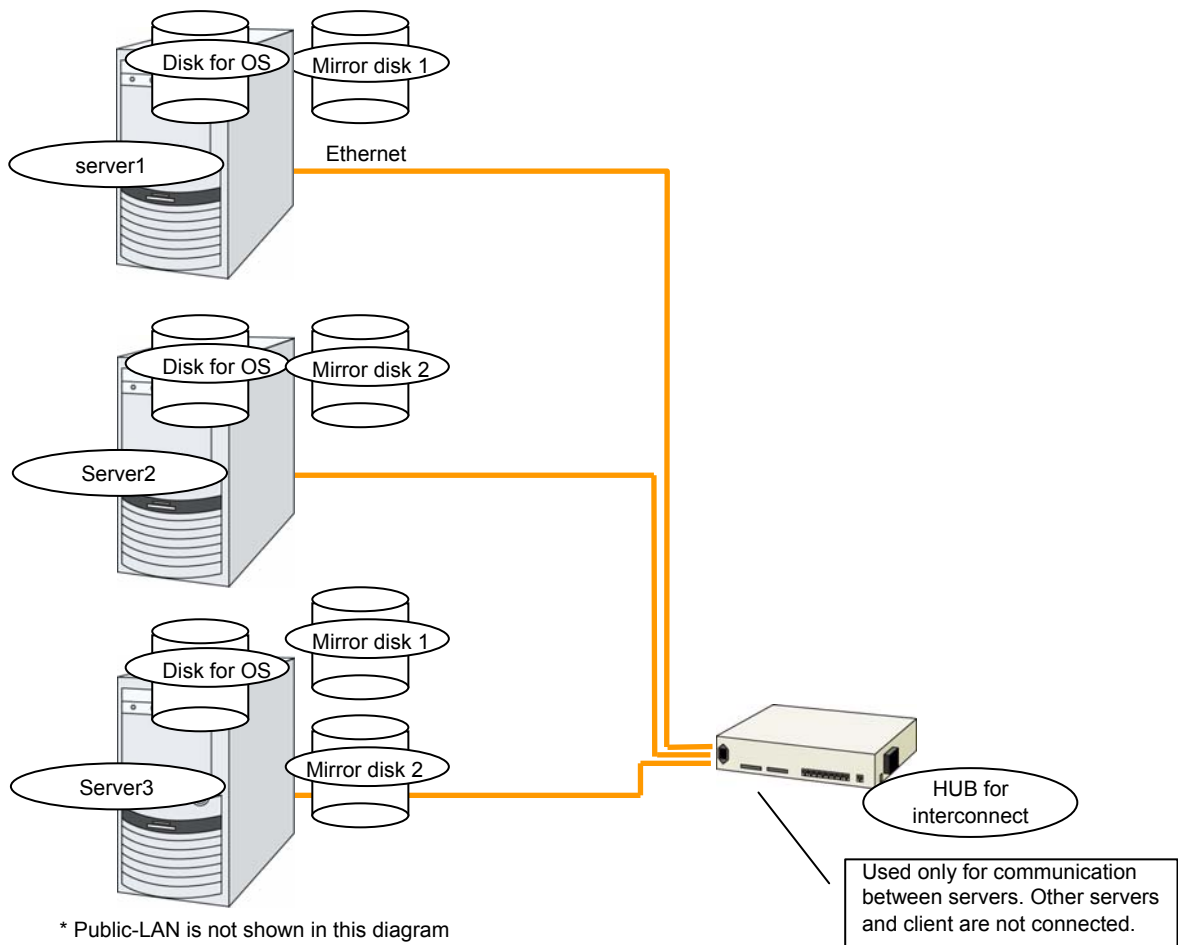 Disk for OS
Mirror disk 1
server1
Ethernet
Disk for OS
Mirror disk 2
Server2
Mirror disk 1
Disk for OS
Mirror disk 2
Server3
HUB for
interconnect
Used only for communication
between servers. Other servers
and client are not connected.
* Public-LAN is not shown in this diagram